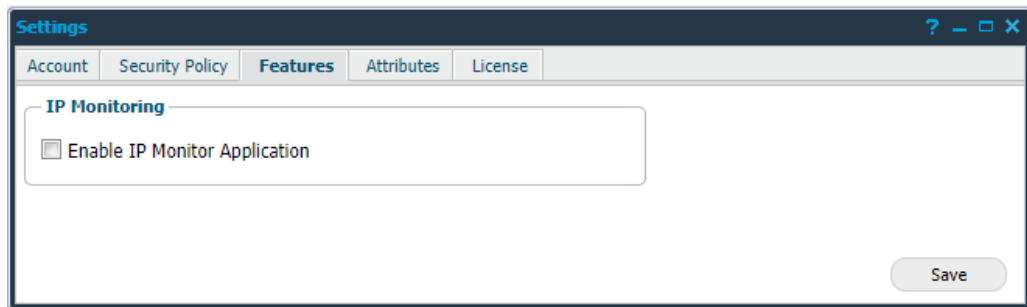 Settings ?
Account Security Policy Features Attributes License
IP Monitoring
Enable IP Monitor Application
Save